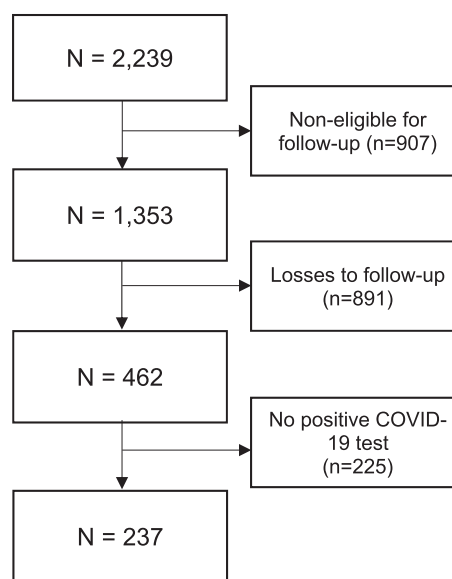 N = 2,239
Non-eligible for
follow-up (n=907)
N = 1,353
Losses to follow-up
(n=891)
N = 462
No positive COVID-
19 test
(n=225)
N = 237